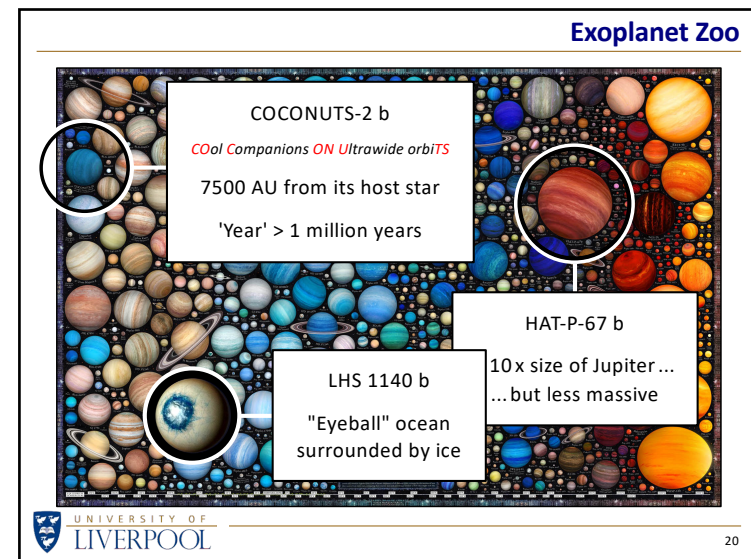 Exoplanet Zoo
COCONUTS-2 b
COol Companions ON Ultrawide orbiTS
7500 AU from its host star
'Year' > 1 million years
HAT-P-67 b
10x size of Jupiter...
...but less massive
LHS 1140 b
"Eyeball" ocean
surrounded by ice
UNIVERSITY OF
LIVERPOOL
20